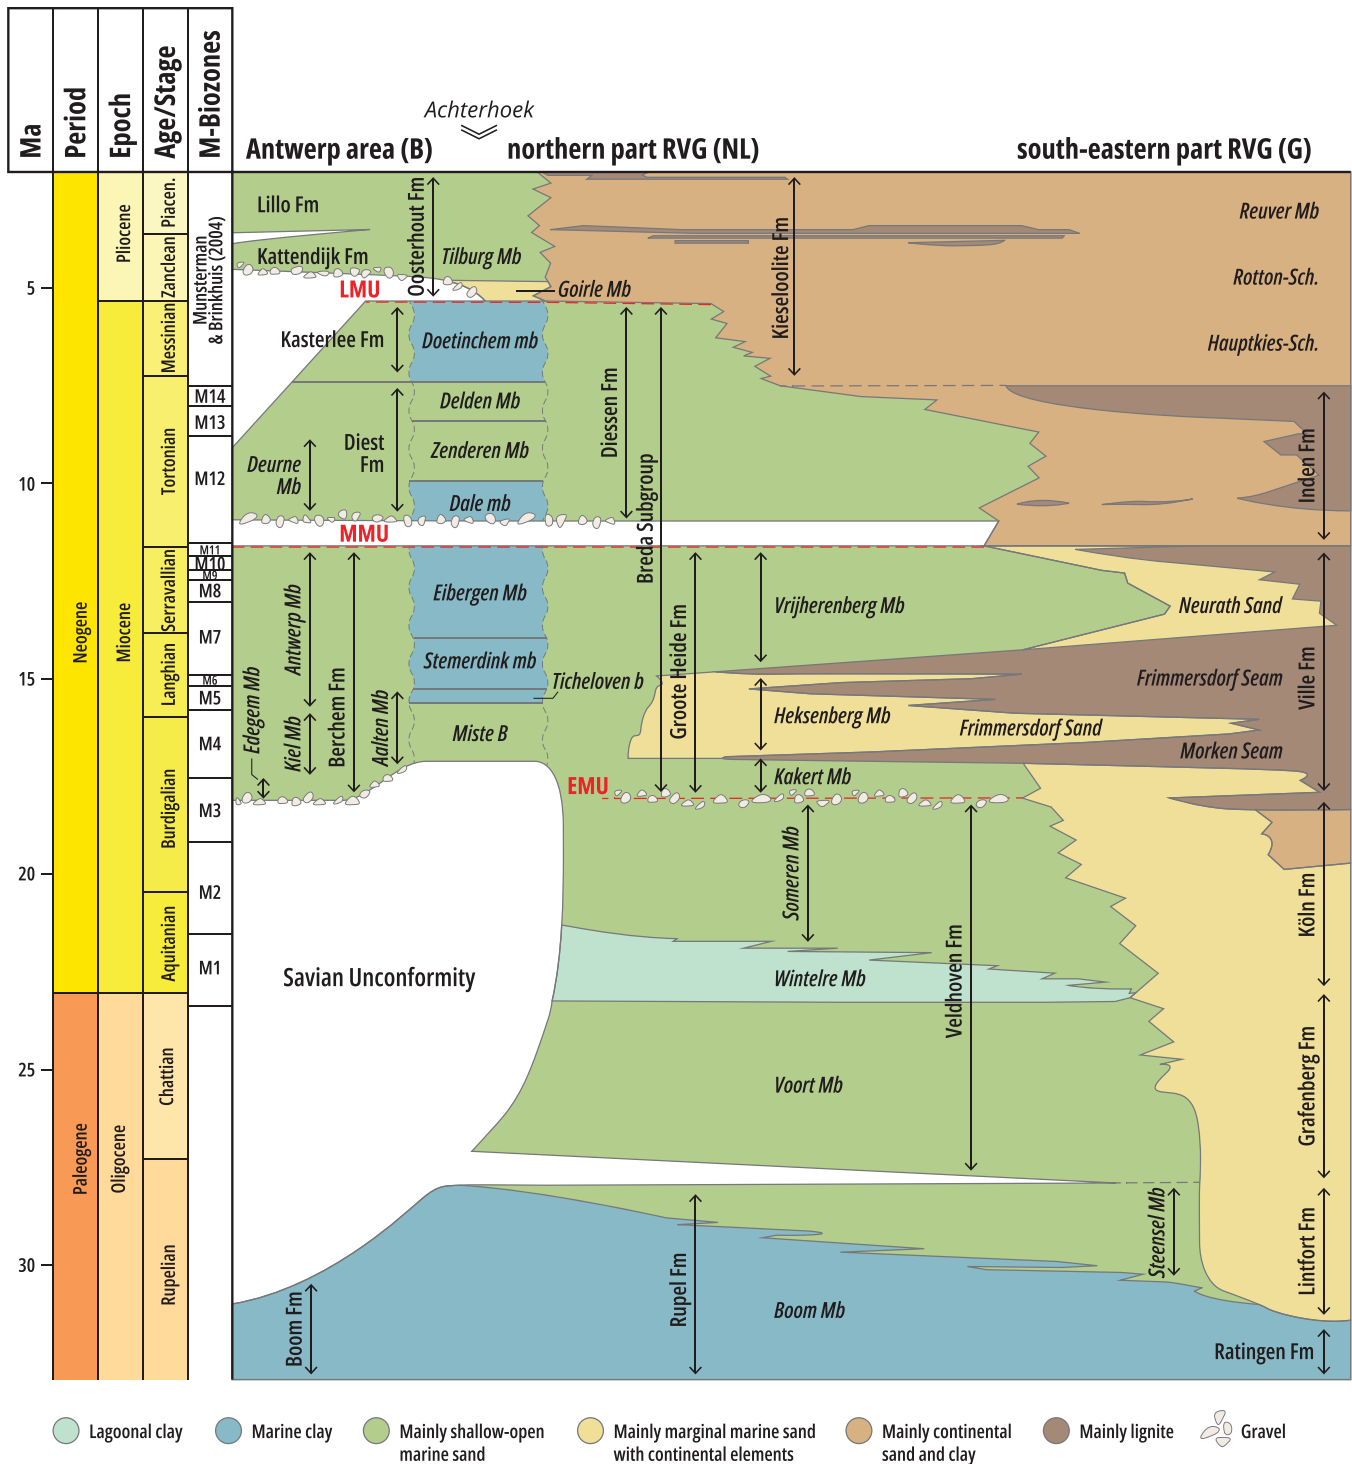 Ma
Period
Epoch
Age/Stage
M-Biozones
Achterhoek
Antwerp area (B)
northern part RVG (NL)
south-eastern part RVG (G)
5
10
15
20
25
30
Neogene
Paleogene
Pliocene
Miocene
Oligocene
Piacen.
Zanclean
Messinian
Tortonian
Serravallian
Langhian
Burdigalian
Aquitanian
Chattian
Rupelian
Munsterman
& Brinkhuis (2004)
M14
M13
M12
M11
M10
M9
M8
M7
M6
M5
M4
M3
M2
M1
Lillo Fm
Kattendijk Fm
Oosterhout Fm
Tilburg Mb
Goirle Mb
LMU
Kieseloolite Fm
Reuver Mb
Rotton-Sch.
Hauptkies-Sch.
Kasterlee Fm
Doetinchem mb
Delden Mb
Zenderen Mb
Dale mb
Diest
Fm
Deurne
Mb
Diessen Fm
Breda Subgroup
Inden Fm
MMU
Antwerp Mb
Berchem Fm
Edegem Mb
Kiel Mb
Aalten Mb
Eibergen Mb
Stemerdink mb
Ticheloven b
Miste B
Groote Heide Fm
Vrijherenberg Mb
Heksenberg Mb
Kakert Mb
Neurath Sand
Frimmersdorf Seam
Frimmersdorf Sand
Morken Seam
Ville Fm
EMU
Someren Mb
Wintelre Mb
Veldhoven Fm
Voort Mb
Köln Fm
Grafenberg Fm
Savian Unconformity
Steensel Mb
Lintfort Fm
Boom Fm
Rupel Fm
Boom Mb
Ratingen Fm
Lagoonal clay
Marine clay
Mainly shallow-open
marine sand
Mainly marginal marine sand
with continental elements
Mainly continental
sand and clay
Mainly lignite
Gravel